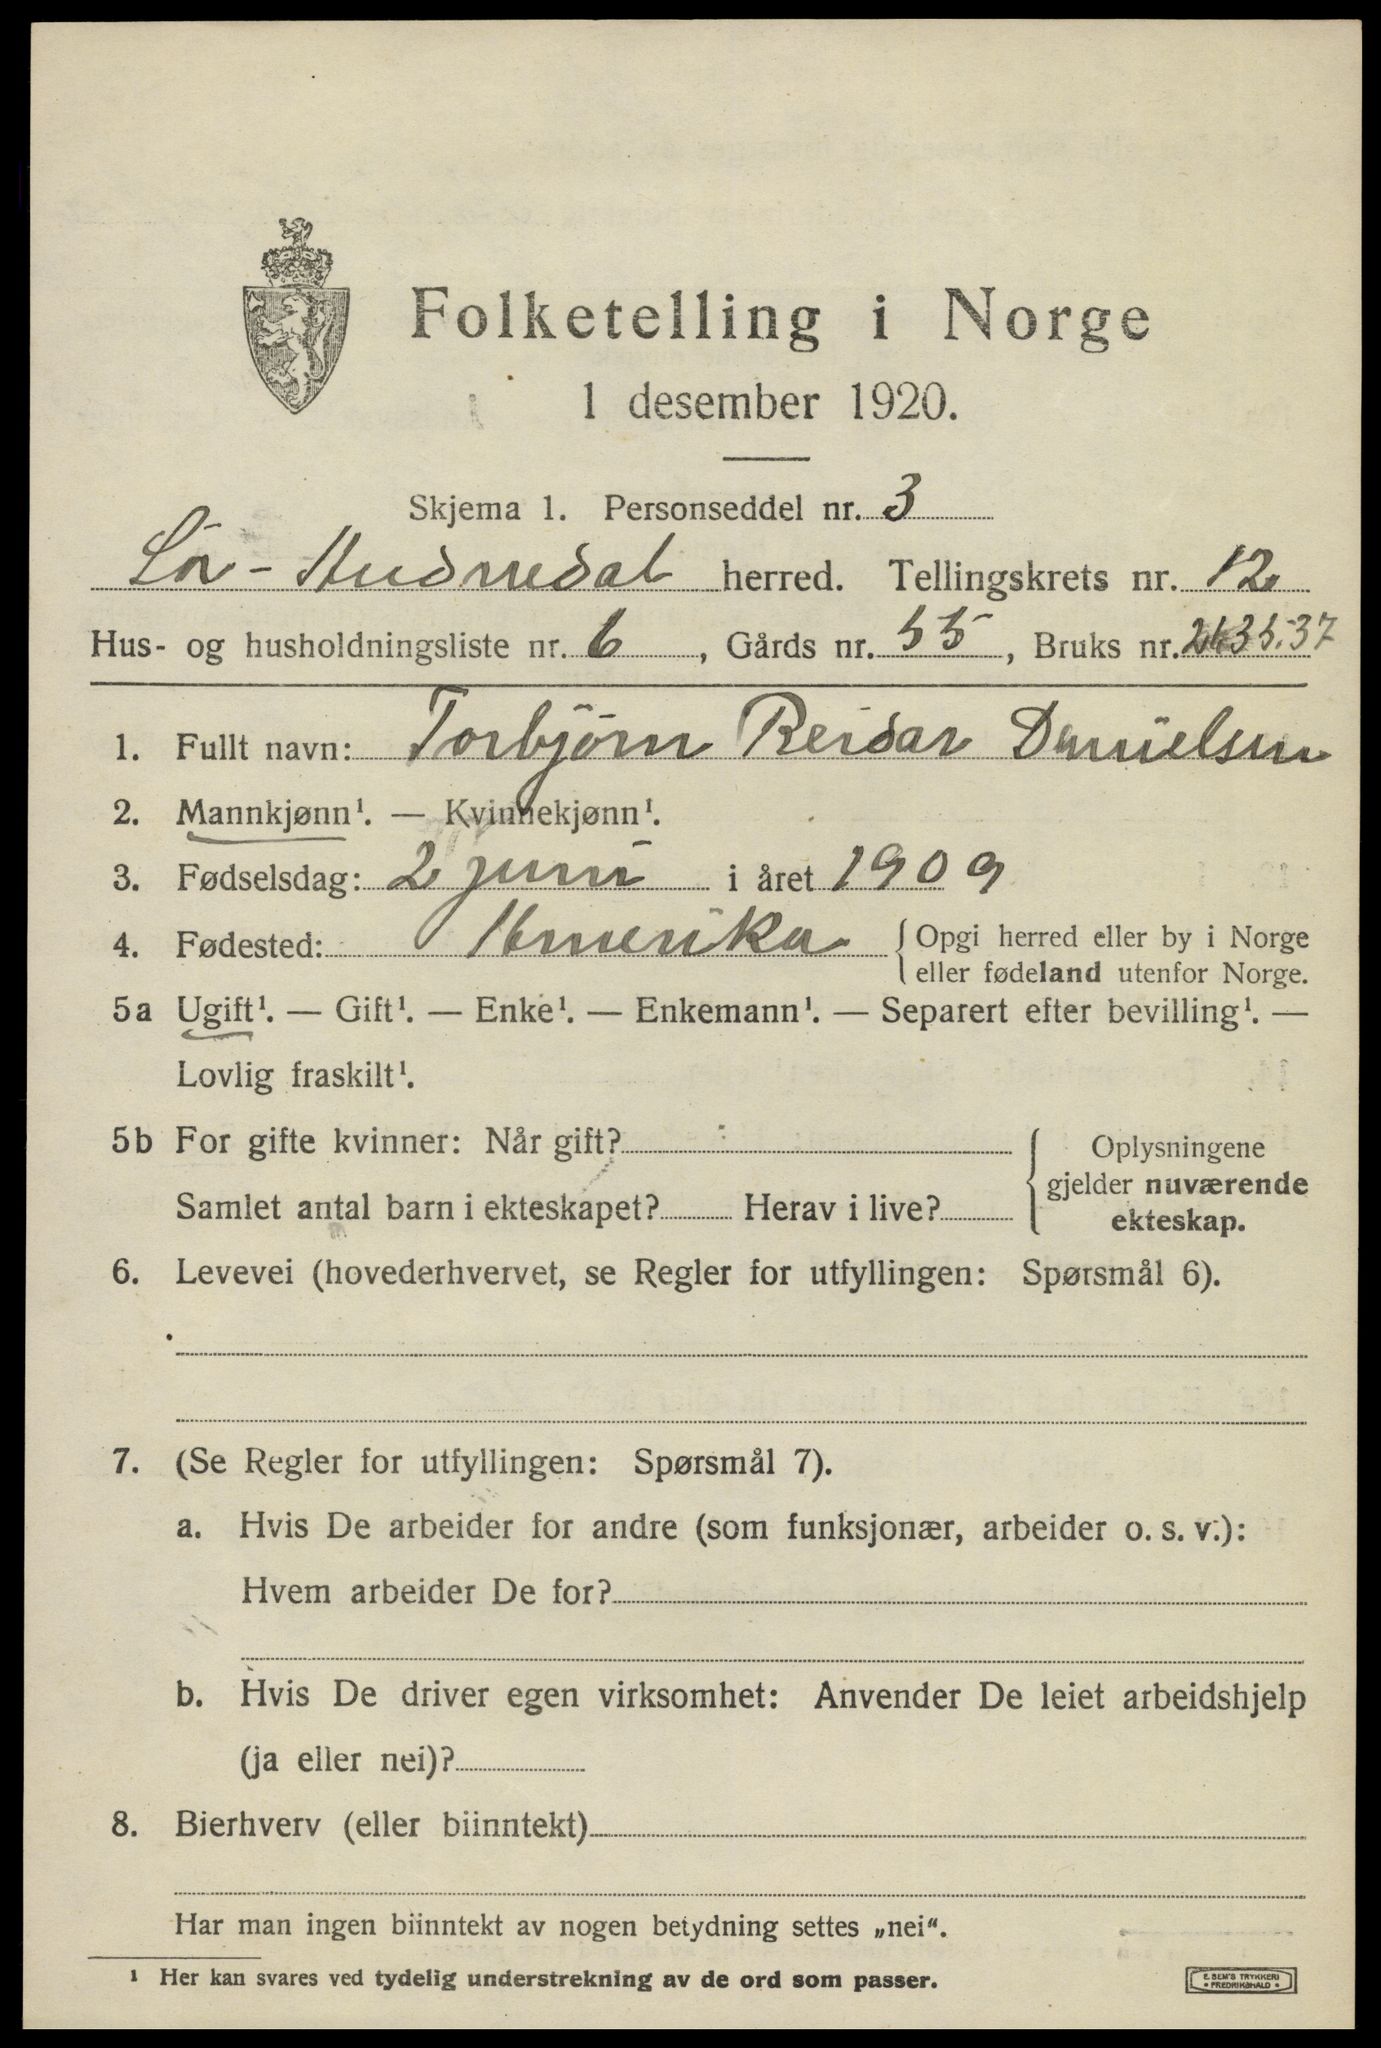 Folketelling i Norge
1 desember 1920.
Skjema 1. Personseddel nr. 3
Sör-Audnedal herred. Tellingskrets nr. 12
Hus- og husholdningsliste nr. 6, Gårds nr. 55, Bruks nr. 35.37
1. Fullt navn: Torbjörn Reidar Danielsen
2. Mannkjønn¹. — Kvinnekjønn¹.
3. Fødselsdag: 2 juni i året 1909
4. Fødested: Amerika {Opgi herred eller by i Norge
eller fødeland utenfor Norge.
5a Ugift¹. — Gift¹. — Enke¹. — Enkemann¹. — Separert efter bevilling¹. —
Lovlig fraskilt¹.
5b For gifte kvinner: Når gift? Oplysningene
gjelder nuværende
Samlet antal barn i ekteskapet? Herav i live? ekteskap.
6. Levevei (hovederhvervet, se Regler for utfyllingen: Spørsmål 6).
7. (Se Regler for utfyllingen: Spørsmål 7).
a. Hvis De arbeider for andre (som funksjonær, arbeider o. s. v.):
Hvem arbeider De for?
b. Hvis De driver egen virksomhet: Anvender De leiet arbeidshjelp
(ja eller nei)?
8. Bierhverv (eller biinntekt)
Har man ingen biinntekt av nogen betydning settes „nei“.
¹ Her kan svares ved tydelig understrekning av de ord som passer.
E. SEM'S TRYKKERI
• FREDRIKSHALD •